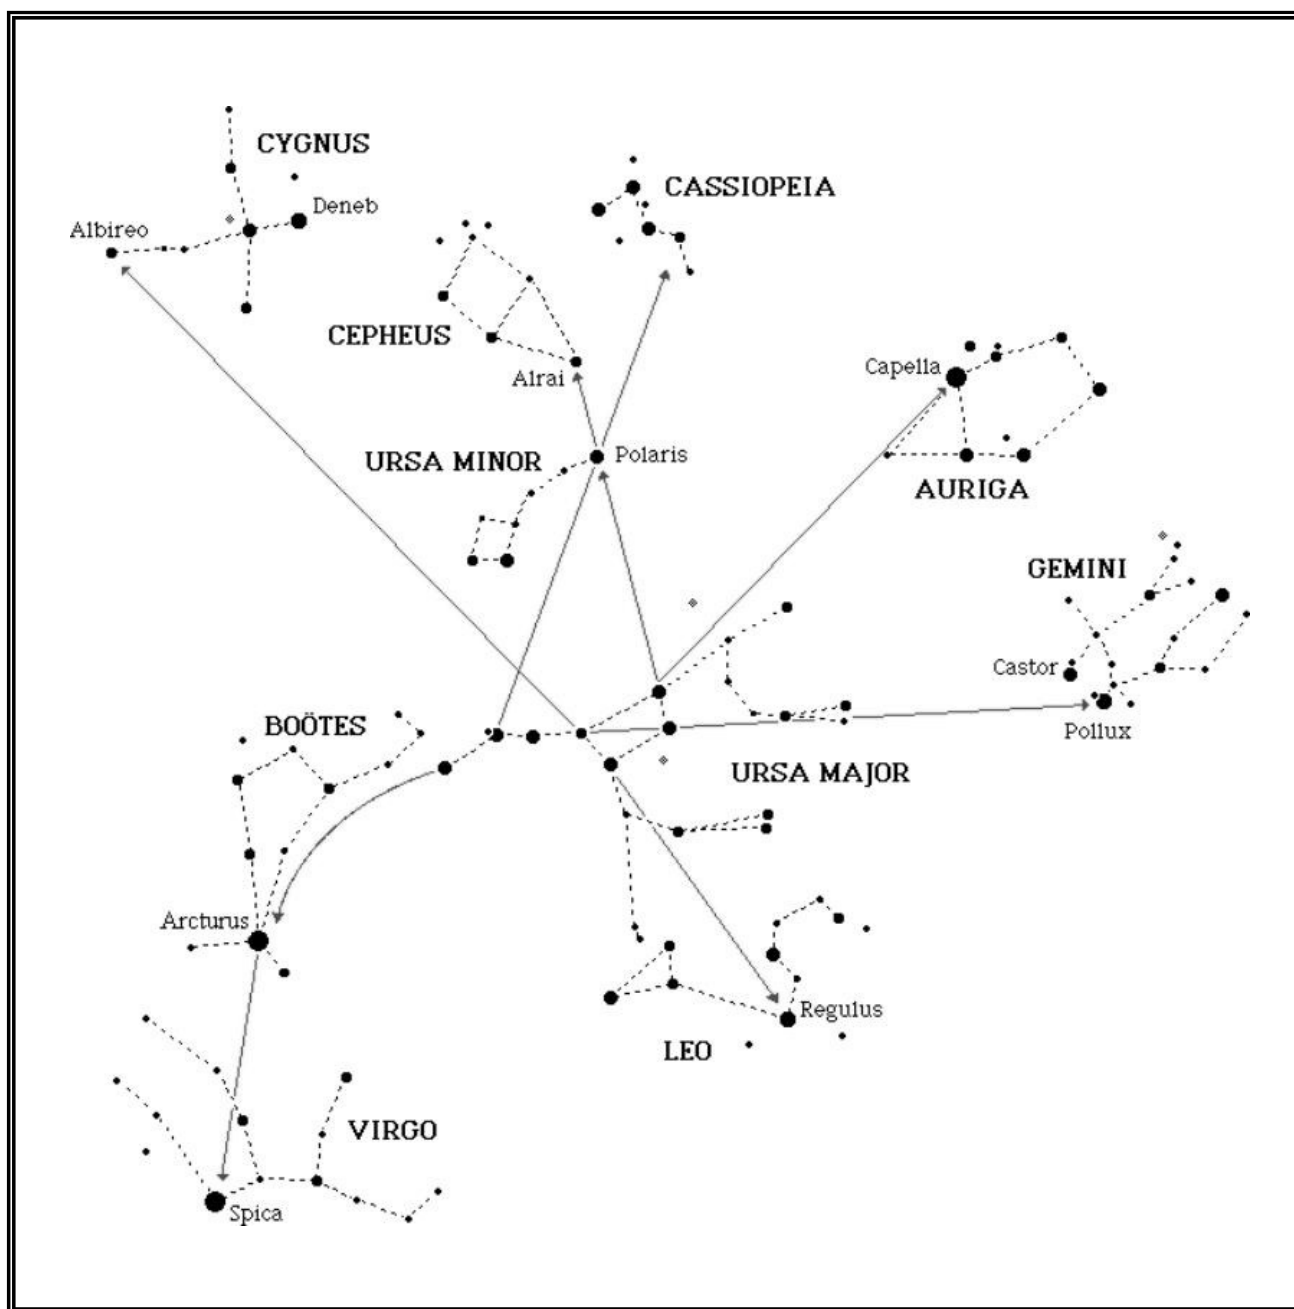 CYGNUS
CASSIOPEIA
Deneb
Albireo
CEPHEUS
Capella
Alrai
URSA MINOR
Polaris
AURIGA
GEMINI
Castor
BOÖTES
Pollux
URSA MAJOR
Arcturus
Regulus
LEO
VIRGO
Spica